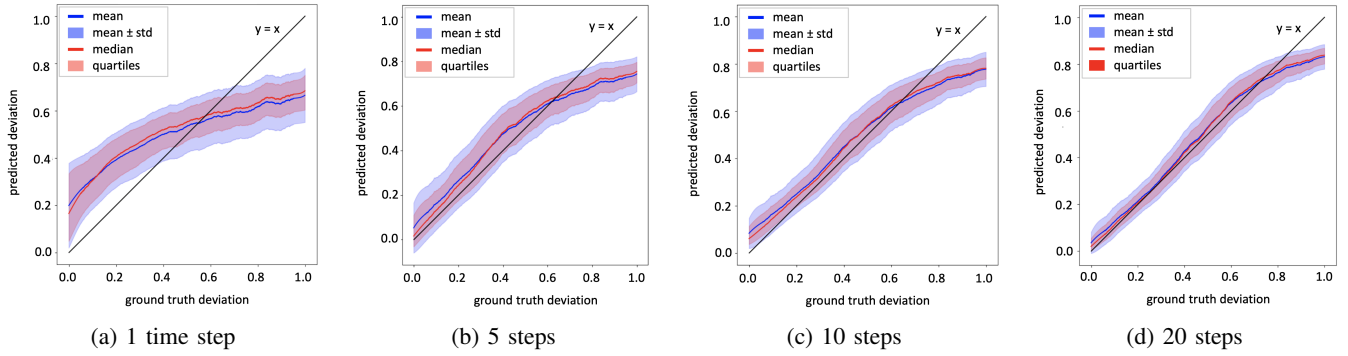 mean
mean ± std
median
quartiles
y = x
1.0
0.8
0.6
0.4
0.2
0.0
predicted deviation
0.0 0.2 0.4 0.6 0.8 1.0
ground truth deviation
(a) 1 time step
mean
mean ± std
median
quartiles
y = x
1.0
0.8
0.6
0.4
0.2
0.0
predicted deviation
0.0 0.2 0.4 0.6 0.8 1.0
ground truth deviation
(b) 5 steps
mean
mean ± std
median
quartiles
y = x
1.0
0.8
0.6
0.4
0.2
0.0
predicted deviation
0.0 0.2 0.4 0.6 0.8 1.0
ground truth deviation
(c) 10 steps
mean
mean ± std
median
quartiles
y = x
1.0
0.8
0.6
0.4
0.2
0.0
predicted deviation
0.0 0.2 0.4 0.6 0.8 1.0
ground truth deviation
(d) 20 steps